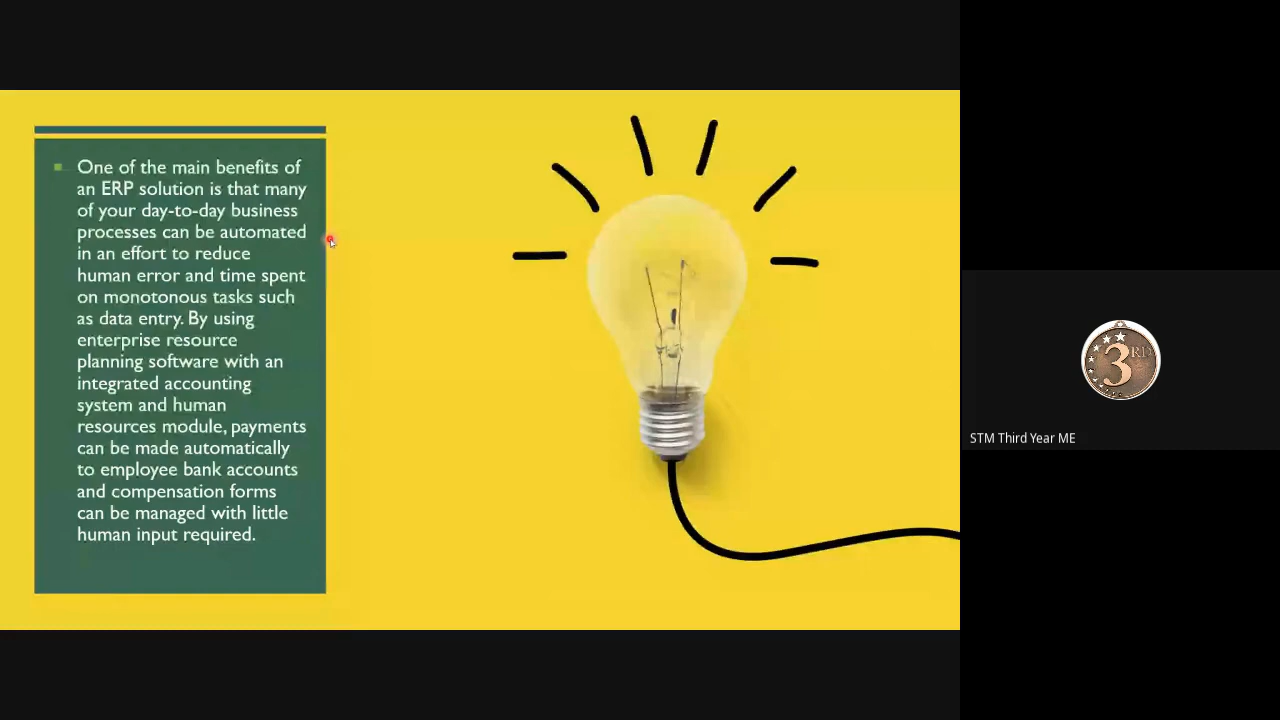 One of the main benefits of
an ERP solution is that many
of your day-to-day business
processes can be automated
in an effort to reduce
human error and time spent
on monotonous tasks such
as data entry. By using
enterprise resource
planning software with an
integrated accounting
system and human
resources module, payments
can be made automatically
to employee bank accounts
and compensation forms
can be managed with little
human input required.
3RD
STM Third Year ME